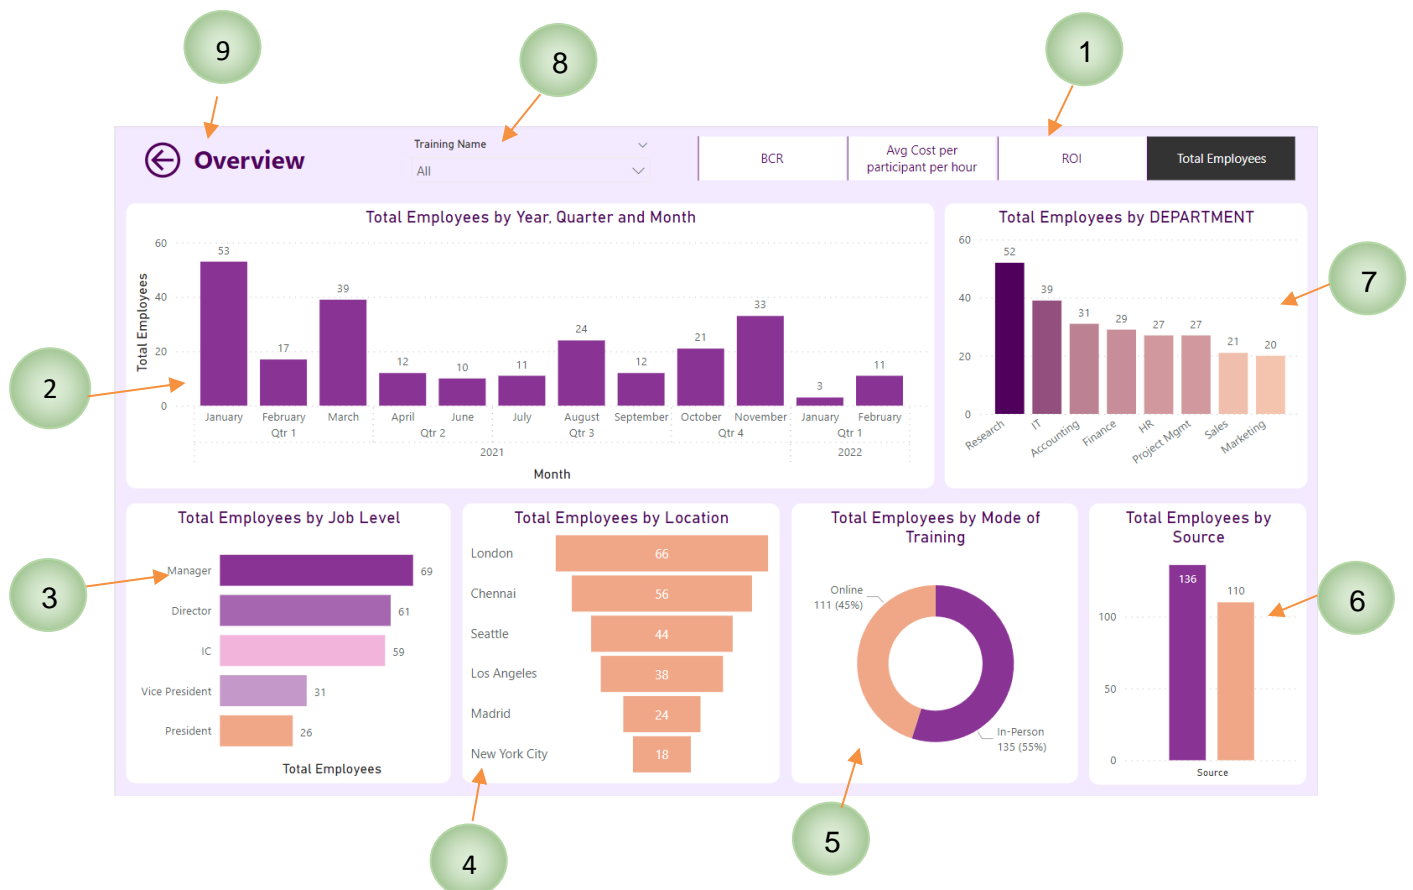 9
8
1
Overview
Training Name
All
BCR
Avg Cost per
participant per hour
ROI
Total Employees
Total Employees by Year, Quarter and Month
Total Employees
60
40
20
0
53
17
39
12
10
11
24
12
21
33
3
11
January
February
March
April
June
July
August
September
October
November
January
February
Qtr 1
Qtr 2
Qtr 3
Qtr 4
Qtr 1
2021
2022
Month
2
Total Employees by DEPARTMENT
60
40
20
0
52
39
31
29
27
27
21
20
Research
IT
Accounting
Finance
HR
Project Mgmt
Sales
Marketing
7
Total Employees by Job Level
Manager
69
Director
61
IC
59
Vice President
31
President
26
Total Employees
3
Total Employees by Location
London
66
Chennai
56
Seattle
44
Los Angeles
38
Madrid
24
New York City
18
4
Total Employees by Mode of
Training
Online
111 (45%)
In-Person
135 (55%)
5
Total Employees by
Source
136
110
100
50
0
Source
6